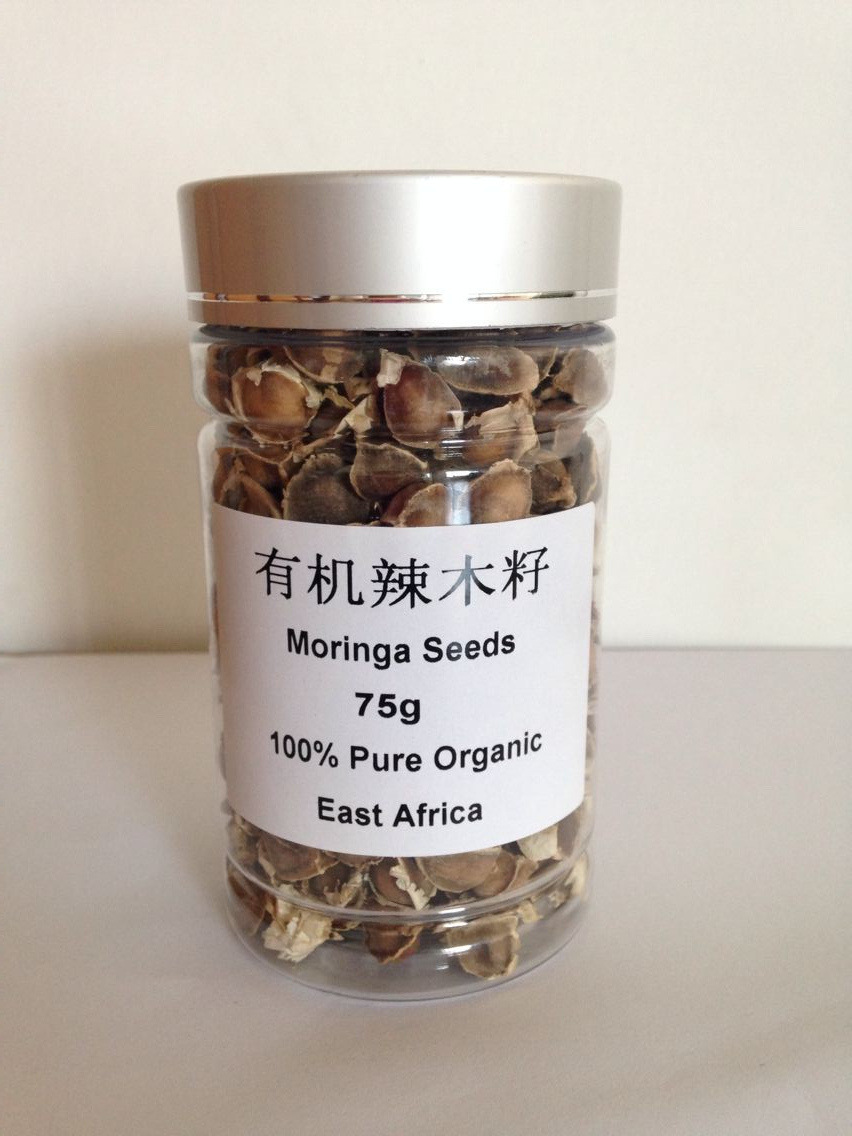 有机辣木籽
Moringa Seeds
75g
100% Pure Organic
East Africa